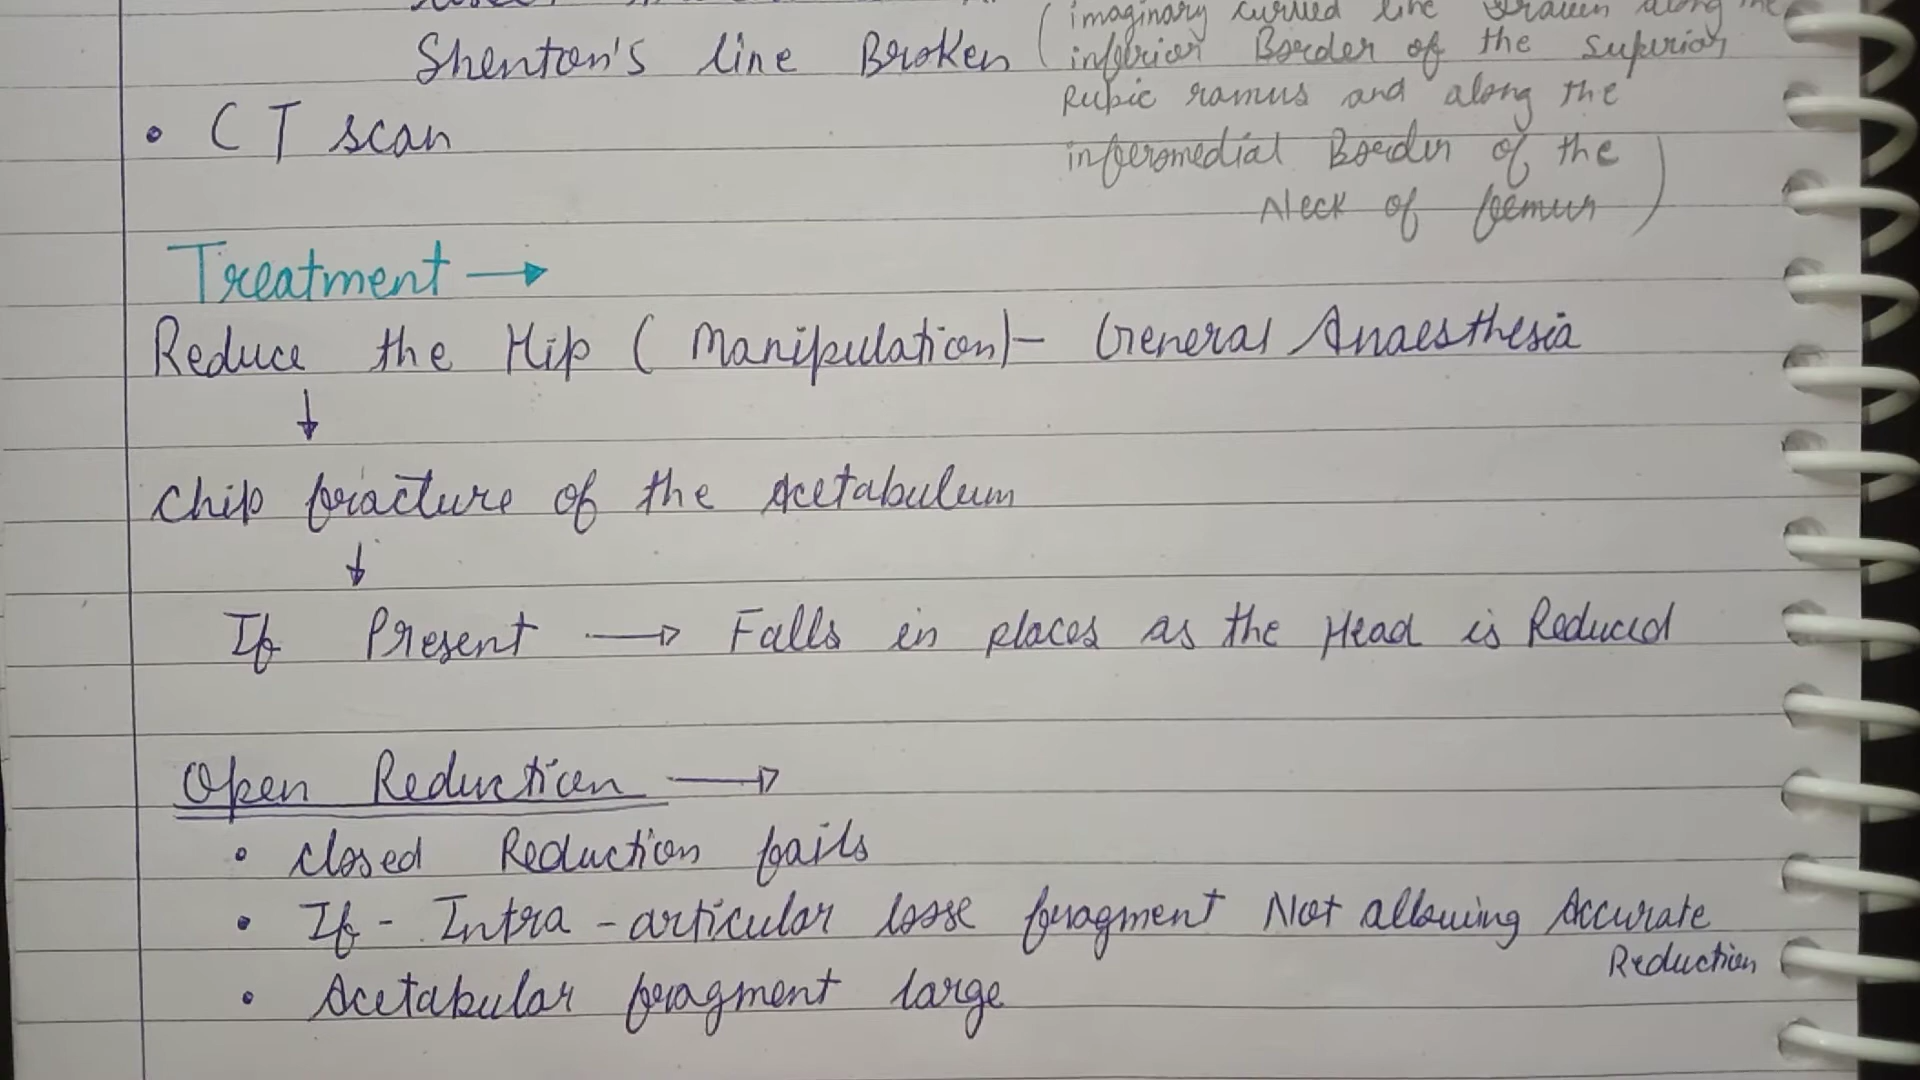 Shenton's line Broken (imaginary curved line drawn along the
inferior Border of the superior
Pubic ramus and along the
inferomedial Border of the
Neck of femur)
• CT scan
Treatment →
Reduce the Hip (Manipulation) - General Anaesthesia
↓
Chip fracture of the Acetabulum
↓
If Present → Falls in places as the Head is Reduced
Open Reduction →
• Closed Reduction fails
• If - Intra - articular loose fragment Not allowing Accurate
Reduction
• Acetabular fragment large